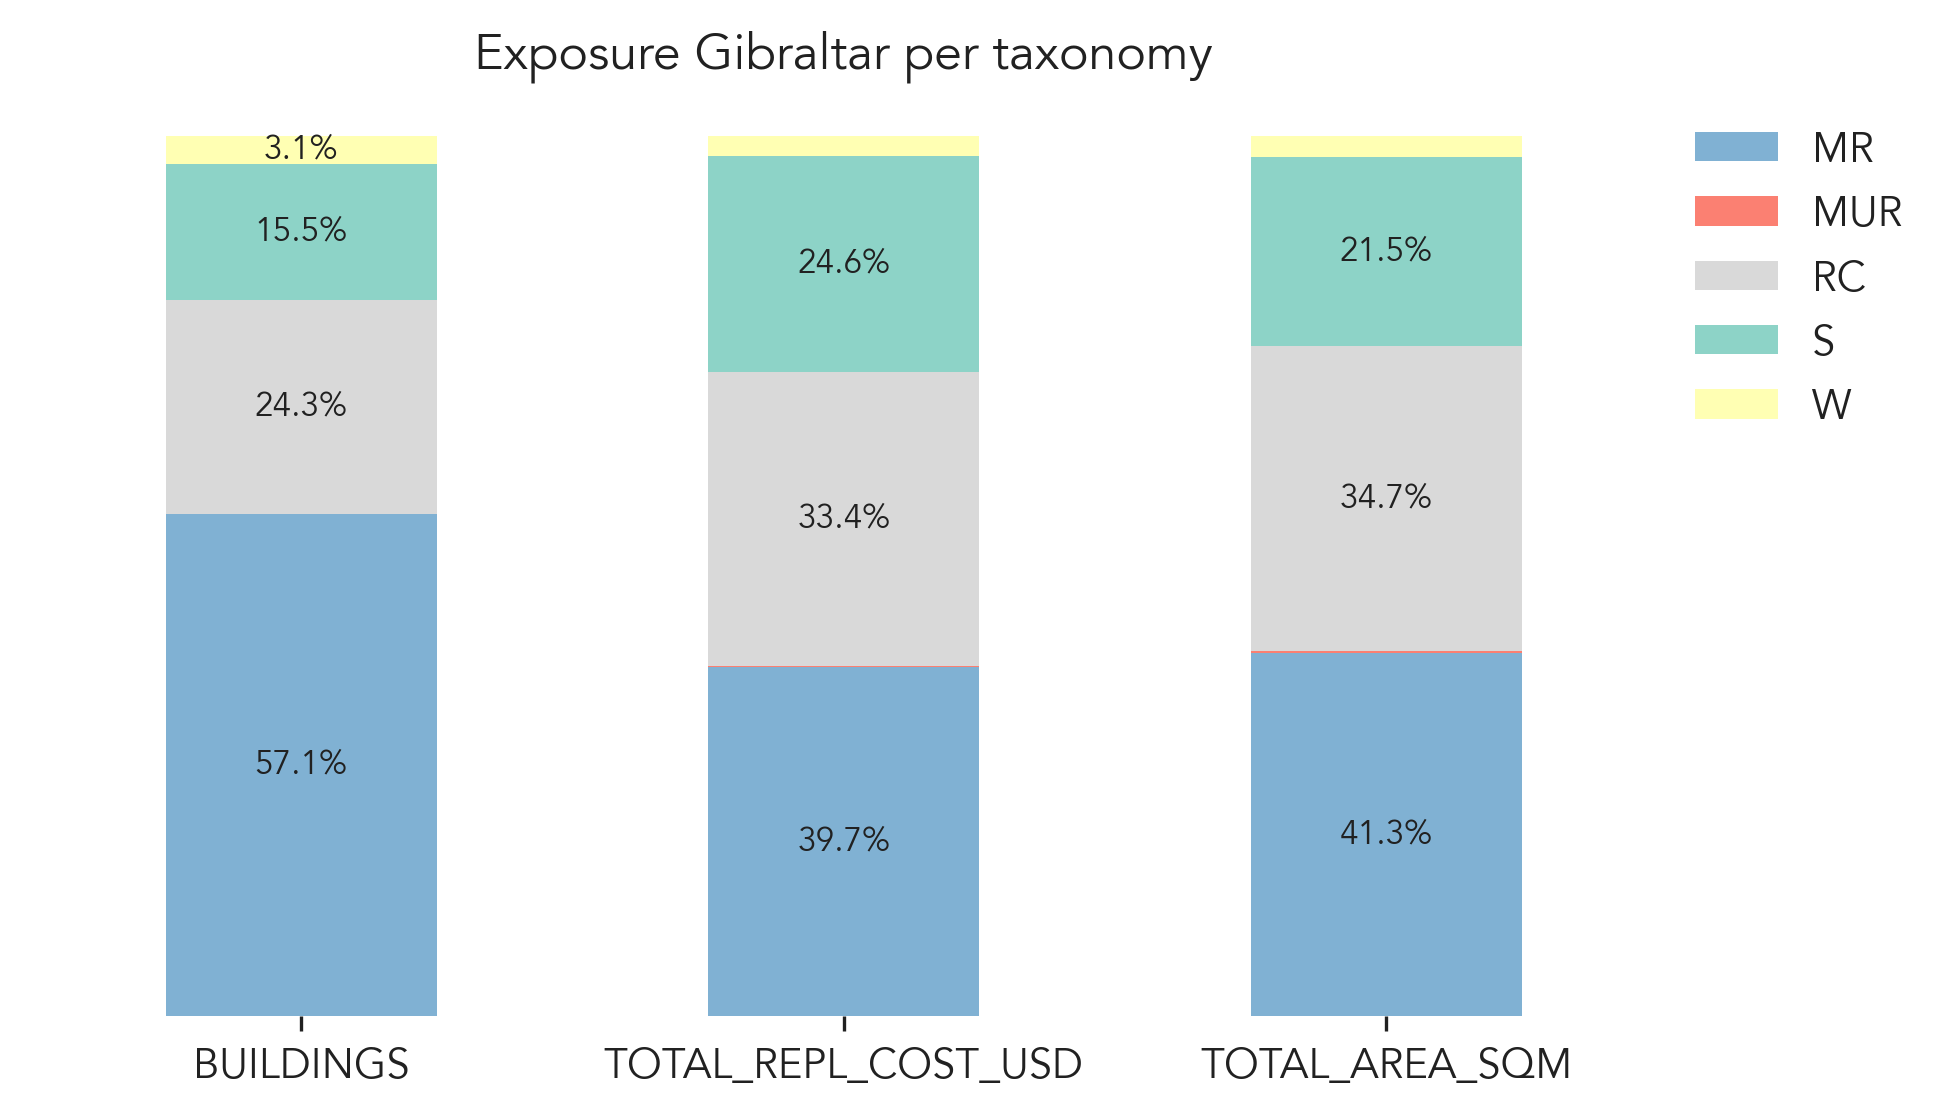 Exposure Gibraltar per taxonomy
3.1%
15.5%
24.3%
57.1%
24.6%
33.4%
39.7%
21.5%
34.7%
41.3%
MR
MUR
RC
S
W
BUILDINGS
TOTAL_REPL_COST_USD
TOTAL_AREA_SQM